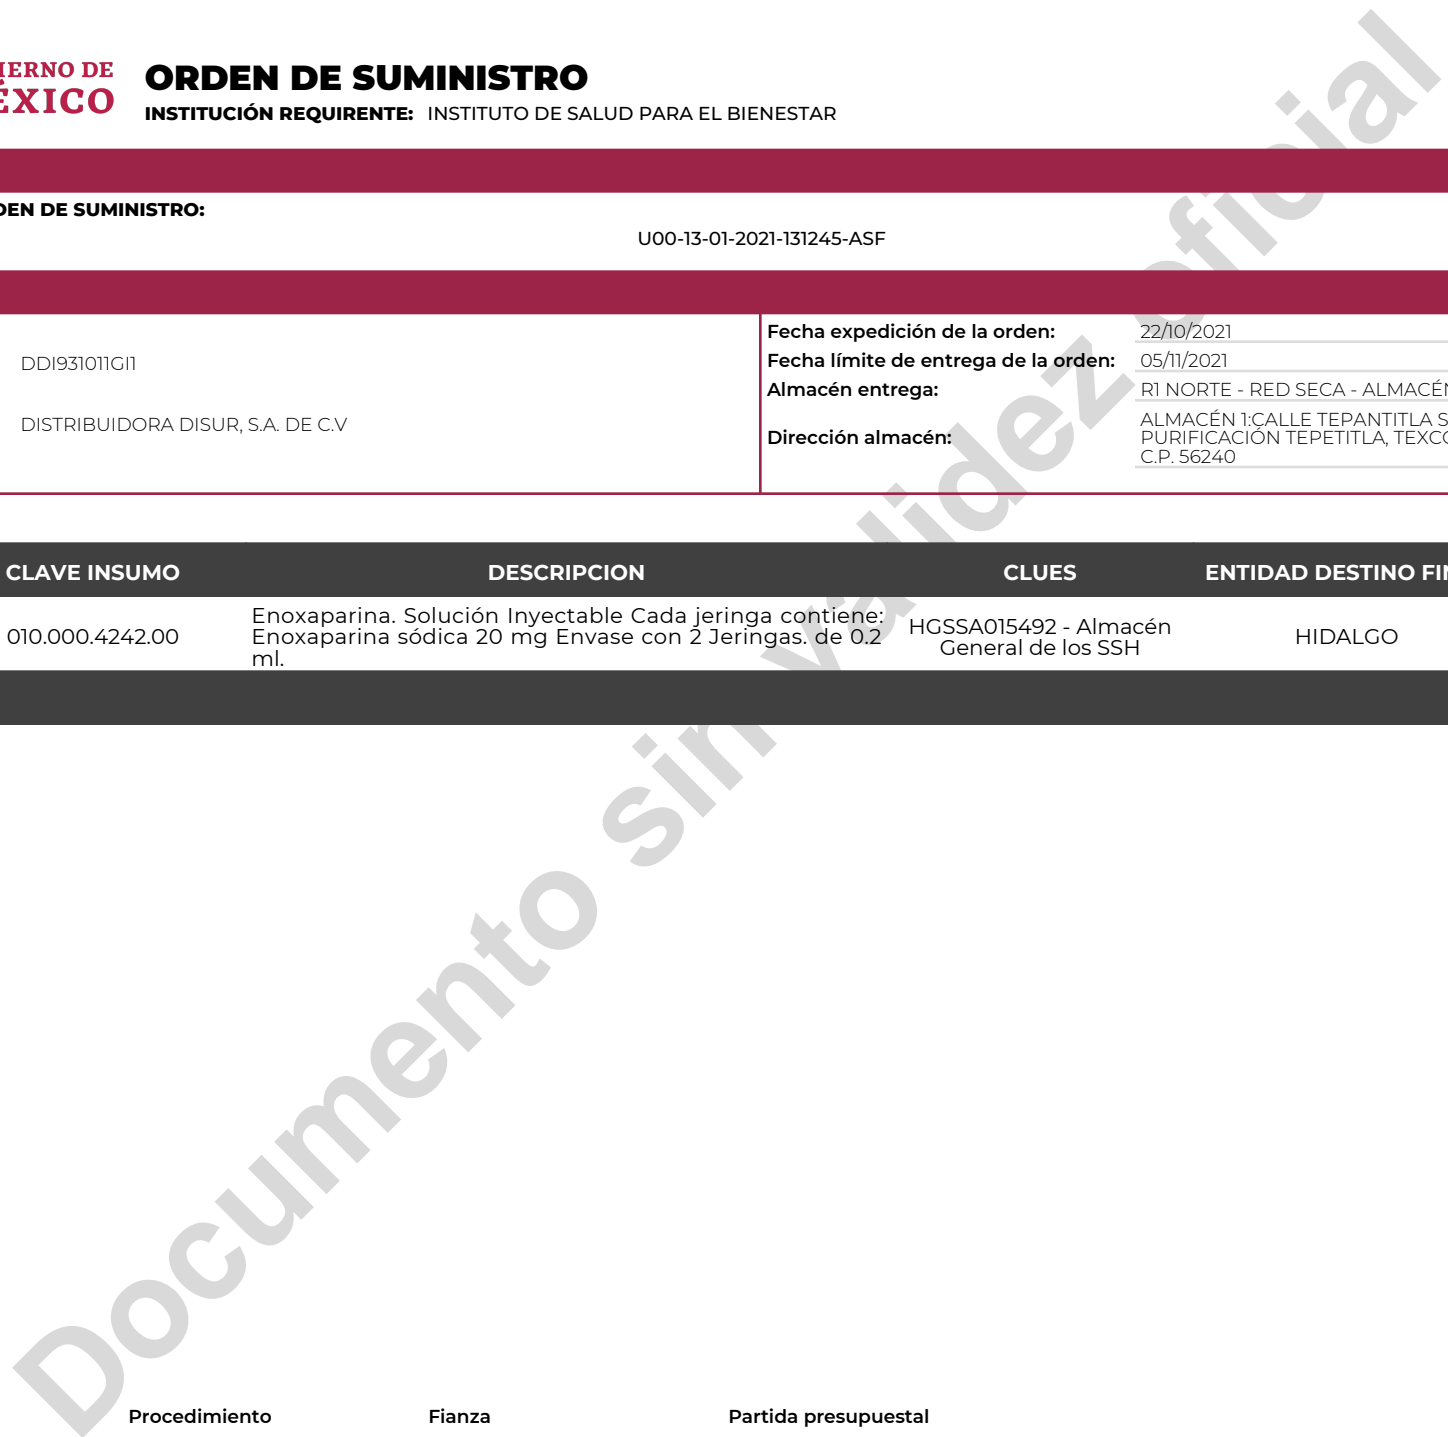 IERNO DE
ÉXICO
ORDEN DE SUMINISTRO
INSTITUCIÓN REQUIRENTE: INSTITUTO DE SALUD PARA EL BIENESTAR
DEN DE SUMINISTRO:
U00-13-01-2021-131245-ASF
DDI931011GI1
DISTRIBUIDORA DISUR, S.A. DE C.V
Fecha expedición de la orden: 22/10/2021
Fecha límite de entrega de la orden: 05/11/2021
Almacén entrega: R1 NORTE - RED SECA - ALMACÉN
Dirección almacén: ALMACÉN 1:CALLE TEPANTITLA S
PURIFICACIÓN TEPETITLA, TEXCO
C.P. 56240
CLAVE INSUMO DESCRIPCION CLUES ENTIDAD DESTINO FIN
010.000.4242.00
Enoxaparina. Solución Inyectable Cada jeringa contiene:
Enoxaparina sódica 20 mg Envase con 2 Jeringas. de 0.2
ml.
HGSSA015492 - Almacén
General de los SSH
HIDALGO
Documento sin validez oficial
Procedimiento Fianza Partida presupuestal